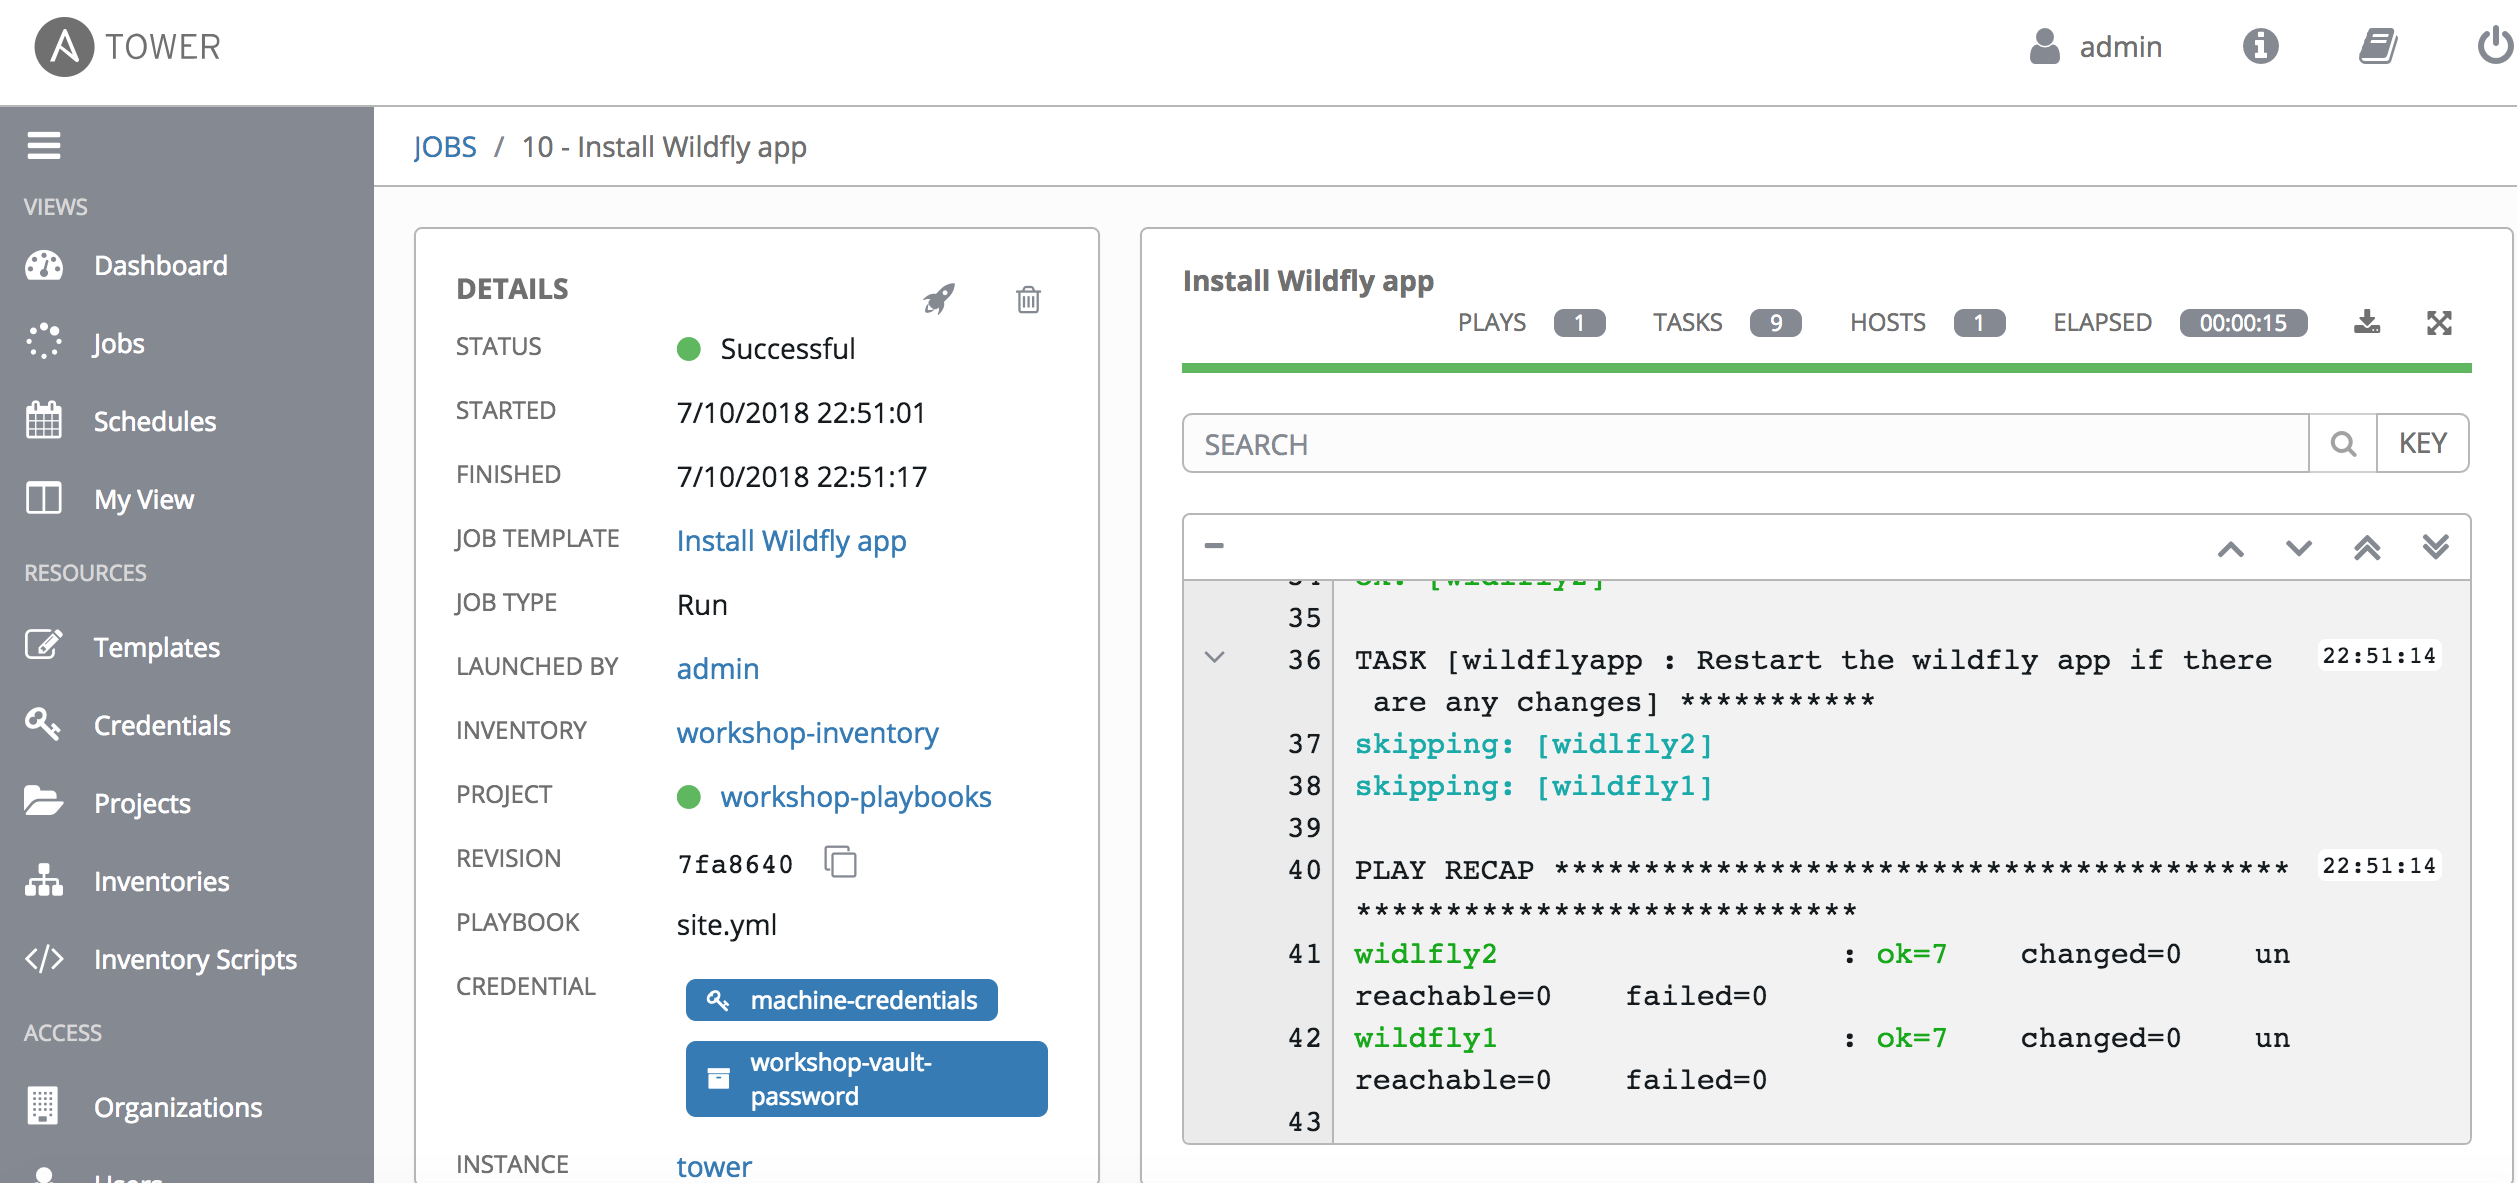 TOWER
admin
VIEWS
Dashboard
Jobs
Schedules
My View
RESOURCES
Templates
Credentials
Projects
Inventories
Inventory Scripts
ACCESS
Organizations
Users
JOBS / 10 - Install Wildfly app
DETAILS
STATUS Successful
STARTED 7/10/2018 22:51:01
FINISHED 7/10/2018 22:51:17
JOB TEMPLATE Install Wildfly app
JOB TYPE Run
LAUNCHED BY admin
INVENTORY workshop-inventory
PROJECT workshop-playbooks
REVISION 7fa8640
PLAYBOOK site.yml
CREDENTIAL machine-credentials
workshop-vault-
password
INSTANCE tower
Install Wildfly app
PLAYS 1 TASKS 9 HOSTS 1 ELAPSED 00:00:15
SEARCH KEY
34 ok: [widlfly2]
35
36 TASK [wildflyapp : Restart the wildfly app if there 22:51:14
are any changes] ***********
37 skipping: [widlfly2]
38 skipping: [wildfly1]
39
40 PLAY RECAP ***************************************** 22:51:14
****************************
41 widlfly2 : ok=7 changed=0 un
reachable=0 failed=0
42 wildfly1 : ok=7 changed=0 un
reachable=0 failed=0
43